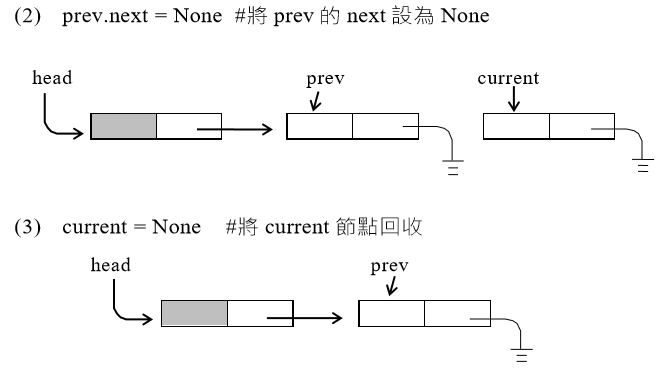 (2) prev.next = None #將 prev 的 next 設為 None
head prev current
(3) current = None #將 current 節點回收
head prev